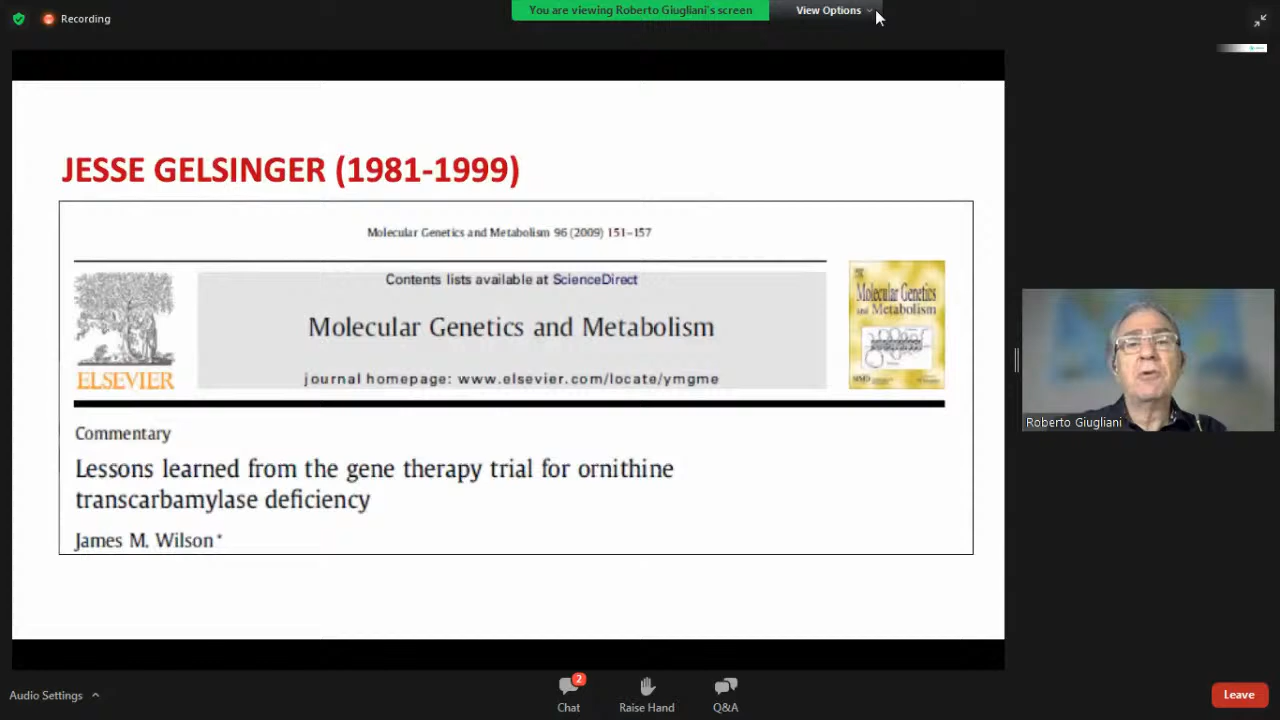 Recording
You are viewing Roberto Giugliani's screen
View Options
JESSE GELSINGER (1981-1999)
Molecular Genetics and Metabolism 96 (2009) 151–157
Contents lists available at ScienceDirect
Molecular Genetics and Metabolism
journal homepage: www.elsevier.com/locate/ymgme
ELSEVIER
Molecular Genetics
and Metabolism
Commentary
Lessons learned from the gene therapy trial for ornithine
transcarbamylase deficiency
James M. Wilson *
Roberto Giugliani
Audio Settings
2
Chat
Raise Hand
Q&A
Leave